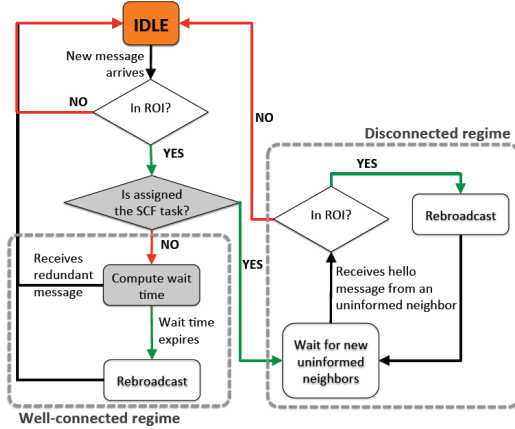 IDLE
New message
arrives
NO
In ROI?
NO
YES
Disconnected regime
YES
Is assigned
the SCF task?
In ROI?
Rebroadcast
NO
YES
Receives
redundant
message
Compute wait
time
Receives hello
message from an
uninformed neighbor
Wait time
expires
Wait for new
uninformed
neighbors
Rebroadcast
Well-connected regime